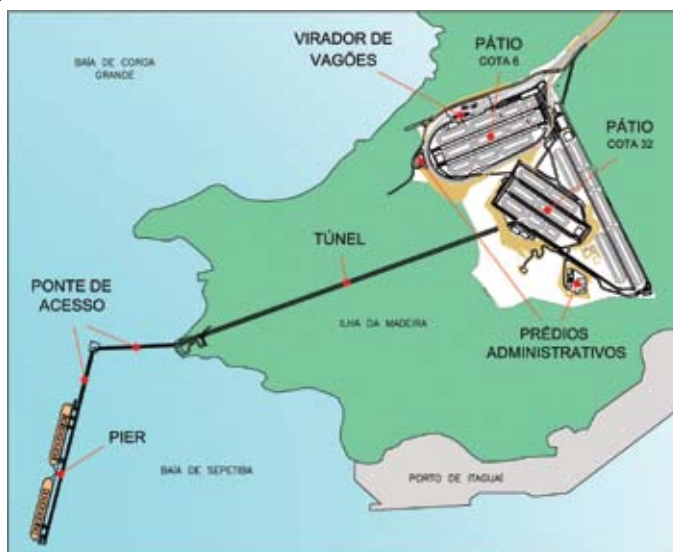 BAÍA DE COROA
GRANDE
VIRADOR DE
VAGÕES
PÁTIO
COTA 6
PÁTIO
COTA 32
TÚNEL
PONTE DE
ACESSO
ILHA DA MADEIRA
PRÉDIOS
ADMINISTRATIVOS
PIER
BAÍA DE SEPETIBA
PORTO DE ITAGUAÍ